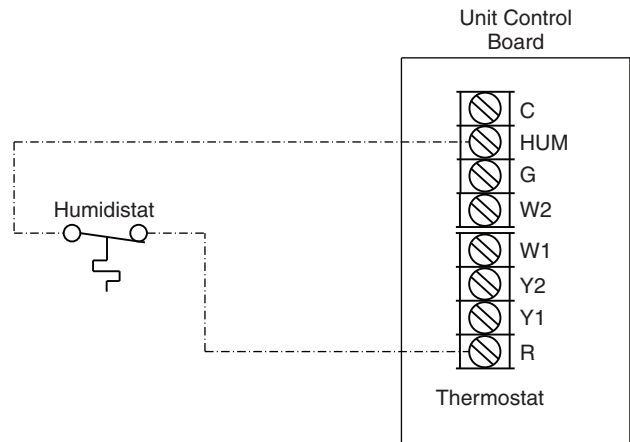 Unit Control
Board
C
HUM
G
Humidistat
W2
W1
Y2
Y1
R
Thermostat